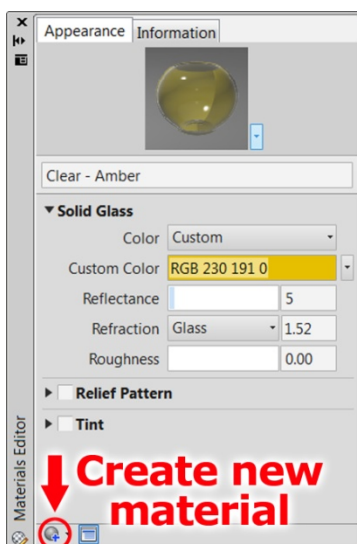 Appearance Information
Clear - Amber
Solid Glass
Color Custom
Custom Color RGB 230 191 0
Reflectance 5
Refraction Glass 1.52
Roughness 0.00
Relief Pattern
Tint
Materials Editor
Create new
material